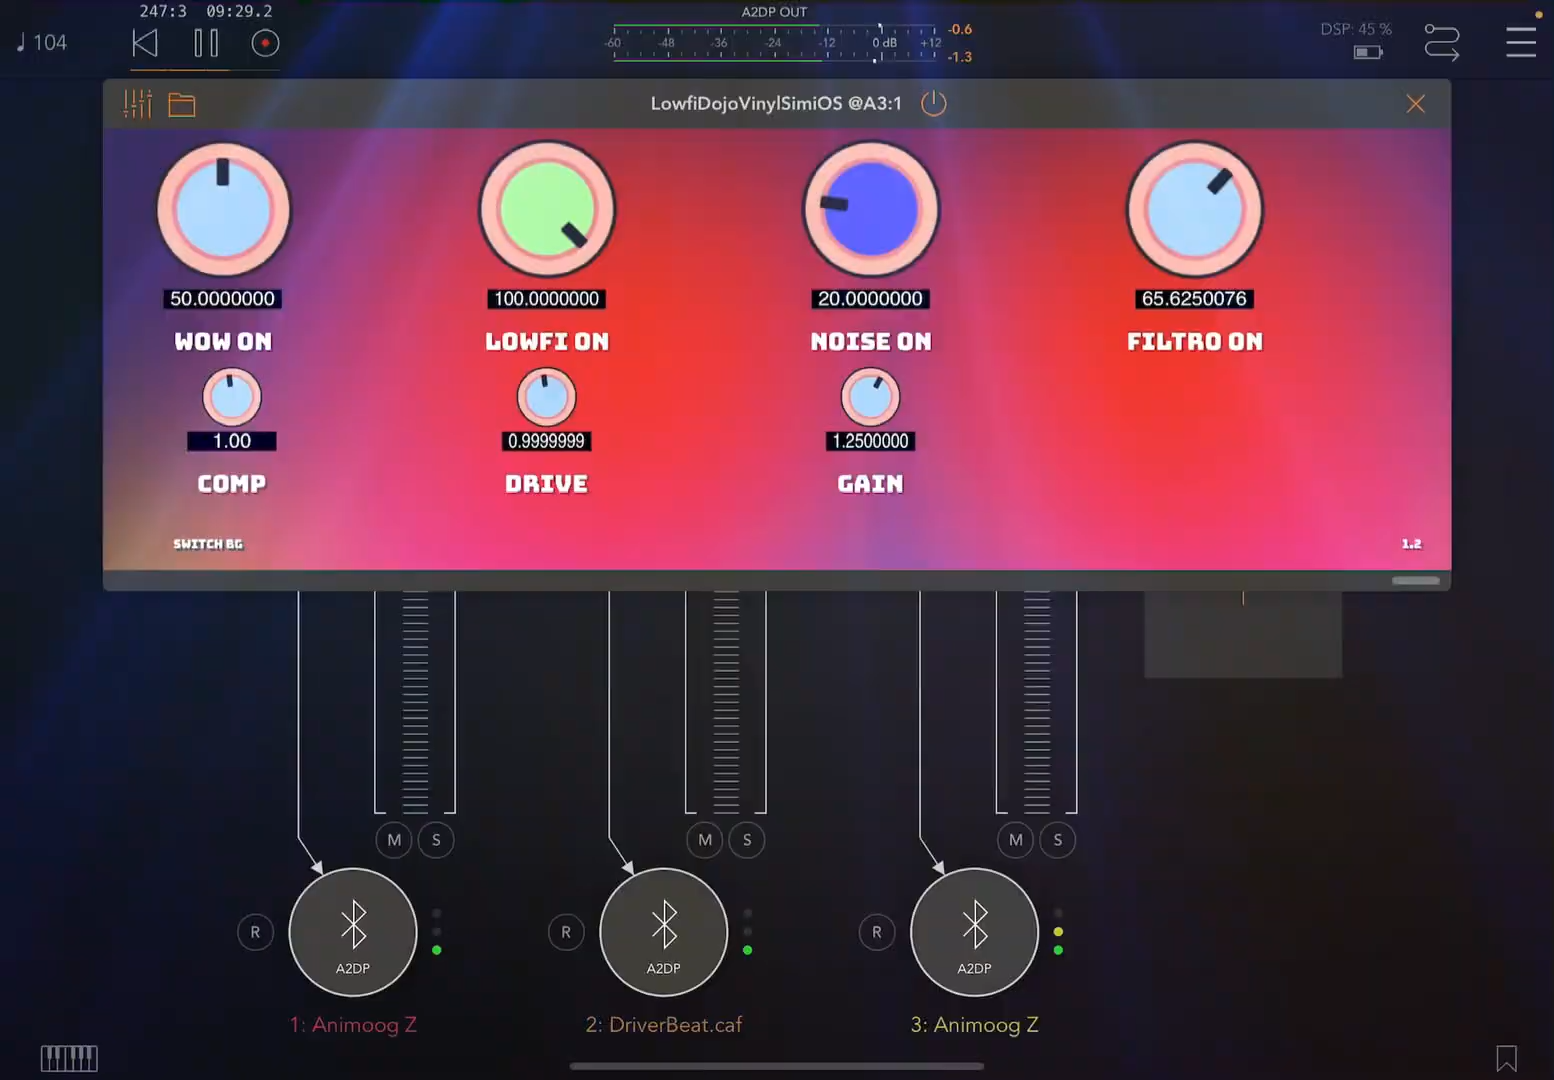 247:3 09:29.2
A2DP OUT
104
-60 -48 -36 -24 -12 0 dB +12
-0.6
-1.3
DSP: 45 %
LowfiDojoVinylSimiOS @A3:1
50.0000000 100.0000000 20.0000000 65.6250076
WOW ON LOWFI ON NOISE ON FILTRO ON
1.00 0.9999999 1.2500000
COMP DRIVE GAIN
SWITCH BG 1.2
M S M S M S
R R R
A2DP A2DP A2DP
1: Animoog Z 2: DriverBeat.caf 3: Animoog Z